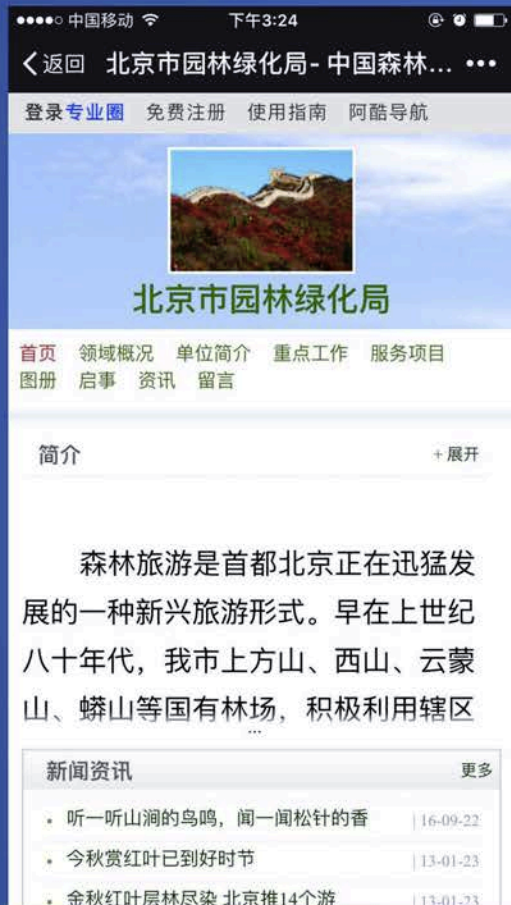 中国移动 下午3:24
返回 北京市园林绿化局- 中国森林... •••
登录专业圈 免费注册 使用指南 阿酷导航
北京市园林绿化局
首页 领域概况 单位简介 重点工作 服务项目
图册 启事 资讯 留言
简介 + 展开
森林旅游是首都北京正在迅猛发
展的一种新兴旅游形式。早在上世纪
八十年代，我市上方山、西山、云蒙
山、蟒山等国有林场，积极利用辖区
...
新闻资讯 更多
听一听山涧的鸟鸣，闻一闻松针的香 | 16-09-22
今秋赏红叶已到好时节 | 13-01-23
金秋红叶层林尽染 北京推14个游 | 13-01-23